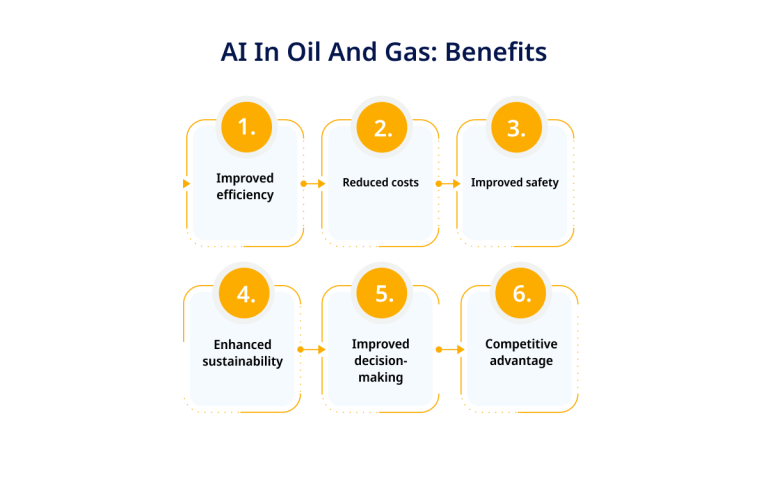 AI In Oil And Gas: Benefits
1.
Improved
efficiency
2.
Reduced costs
3.
Improved safety
4.
Enhanced
sustainability
5.
Improved
decision-
making
6.
Competitive
advantage